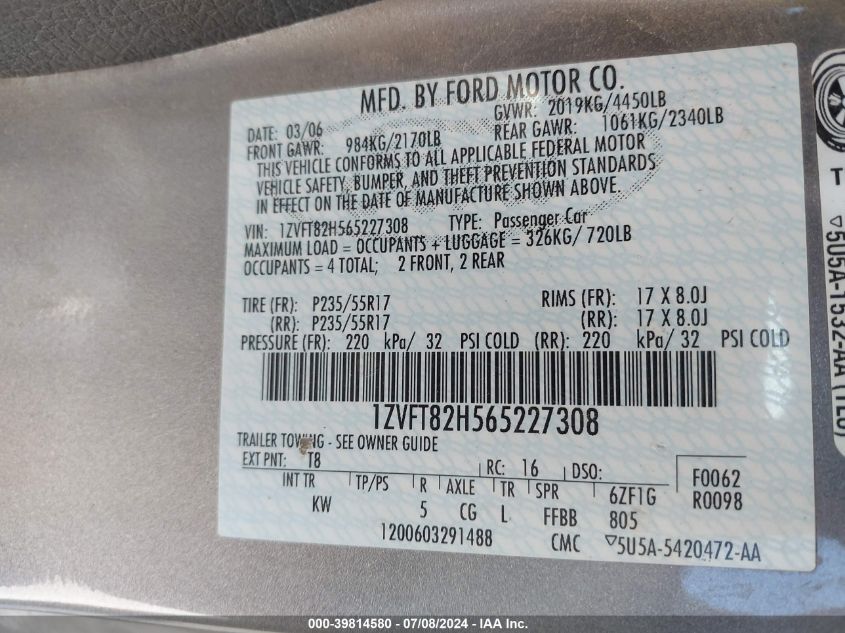 MFD. BY FORD MOTOR CO.
DATE: 03/06 GVWR: 2019KG/4450LB
FRONT GAWR: 984KG/2170LB REAR GAWR: 1061KG/2340LB
THIS VEHICLE CONFORMS TO ALL APPLICABLE FEDERAL MOTOR
VEHICLE SAFETY, BUMPER, AND THEFT PREVENTION STANDARDS
IN EFFECT ON THE DATE OF MANUFACTURE SHOWN ABOVE.
VIN: 1ZVFT82H565227308 TYPE: Passenger Car
MAXIMUM LOAD = OCCUPANTS + LUGGAGE = 326KG/ 720LB
OCCUPANTS = 4 TOTAL; 2 FRONT, 2 REAR
TIRE (FR): P235/55R17 RIMS (FR): 17 X 8.0J
(RR): P235/55R17 (RR): 17 X 8.0J
PRESSURE (FR): 220 kPa/ 32 PSI COLD (RR): 220 kPa/ 32 PSI COLD
1ZVFT82H565227308
TRAILER TOWING - SEE OWNER GUIDE
EXT PNT: T8 RC: 16 DSO: F0062
INT TR TP/PS R AXLE TR SPR 6ZF1G R0098
KW 5 CG L FFBB 805
1200603291488 CMC ▽5U5A-5420472-AA
T
▽5U5A-1532-AA
000-39814580 - 07/08/2024 - IAA Inc.